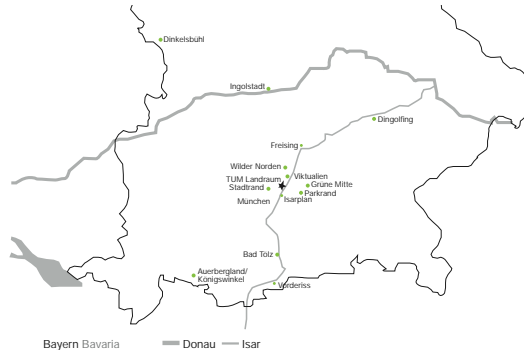 Dinkelsbühl
Ingolstadt
Dingolfing
Freising
Wilder Norden
TUM Landraum
Viktualien
Stadtrand
Grüne Mitte
Parkrand
München
Isarplan
Bad Tölz
Auerbergland/
Königswinkel
Vorderiss
Bayern Bavaria
Donau
Isar